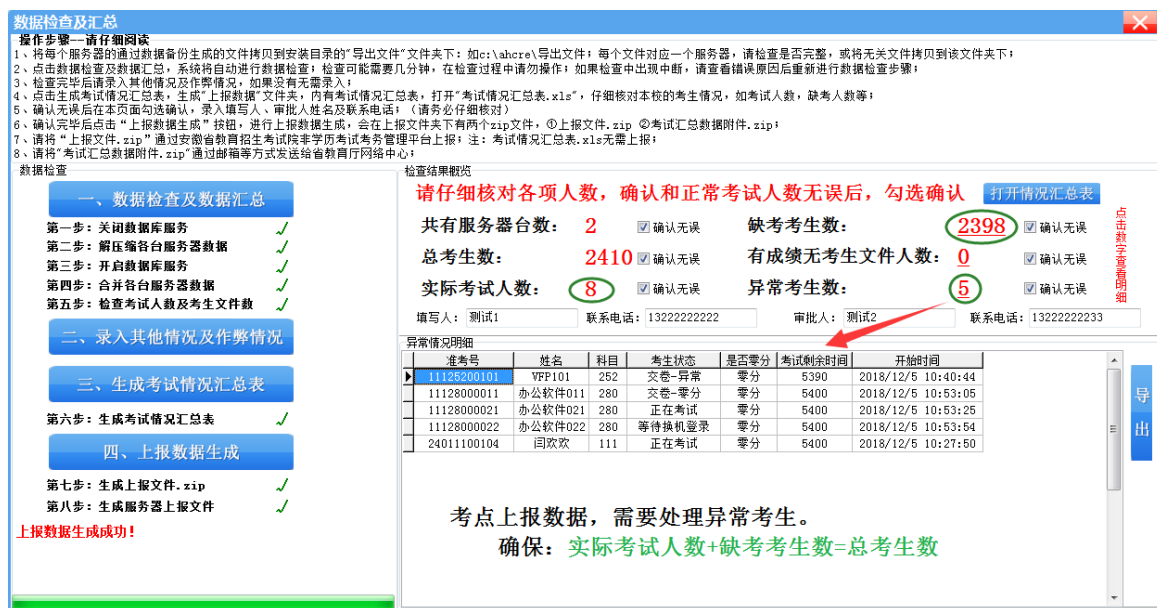 数据检查及汇总
操作步骤--请仔细阅读
1、将每个服务器的通过数据备份生成的文件拷贝到安装目录的"导出文件"文件夹下：如c:\ahcre\导出文件；每个文件对应一个服务器，请检查是否完整，或将无关文件拷贝到该文件夹下；
2、点击数据检查及数据汇总，系统将自动进行数据检查；检查可能需要几分钟，在检查过程中请勿操作；如果检查中出现中断，请查看错误原因后重新进行数据检查步骤；
3、检查完毕后请录入其他情况及作弊情况，如果没有无需录入；
4、点击生成考试情况汇总表，生成"上报数据"文件夹，内有考试情况汇总表，打开"考试情况汇总表.xls"，仔细核对本校的考生情况，如考试人数，缺考人数等；
5、确认无误后在本页面勾选确认，录入填写人、审批人姓名及联系电话；（请务必仔细核对）
6、确认完毕后点击"上报数据生成"按钮，进行上报数据生成，会在上报文件夹下有两个zip文件，①上报文件.zip ②考试汇总数据附件.zip；
7、请将"上报文件.zip"通过安徽省教育招生考试院非学历考试考务管理平台上报；注：考试情况汇总表.xls无需上报；
8、请将"考试汇总数据附件.zip"通过邮箱等方式发送给省教育厅网络中心；
数据检查
一、数据检查及数据汇总
第一步：关闭数据库服务
第二步：解压缩各台服务器数据
第三步：开启数据库服务
第四步：合并各台服务器数据
第五步：检查考试人数及考生文件数
二、录入其他情况及作弊情况
三、生成考试情况汇总表
第六步：生成考试情况汇总表
四、上报数据生成
第七步：生成上报文件.zip
第八步：生成服务器上报文件
上报数据生成成功！
检查结果概览
请仔细核对各项人数，确认和正常考试人数无误后，勾选确认 打开情况汇总表
共有服务器台数： 2 确认无误 缺考考生数： 2398 确认无误
总考生数： 2410 确认无误 有成绩无考生文件人数： 0 确认无误
实际考试人数： 8 确认无误 异常考生数： 5 确认无误
点击数字查看明细
填写人： 测试1 联系电话： 13222222222 审批人： 测试2 联系电话： 13222222233
异常情况明细
准考号 姓名 科目 考生状态 是否零分 考试剩余时间 开始时间
11125200101 VFP101 252 交卷-异常 零分 5390 2018/12/5 10:40:44
11128000011 办公软件011 280 交卷-零分 零分 5400 2018/12/5 10:53:05
11128000021 办公软件021 280 正在考试 零分 5400 2018/12/5 10:53:25
11128000022 办公软件022 280 等待换机登录 零分 5400 2018/12/5 10:53:54
24011100104 闫欢欢 111 正在考试 零分 5400 2018/12/5 10:27:50
导出
考点上报数据，需要处理异常考生。
确保：实际考试人数+缺考考生数=总考生数